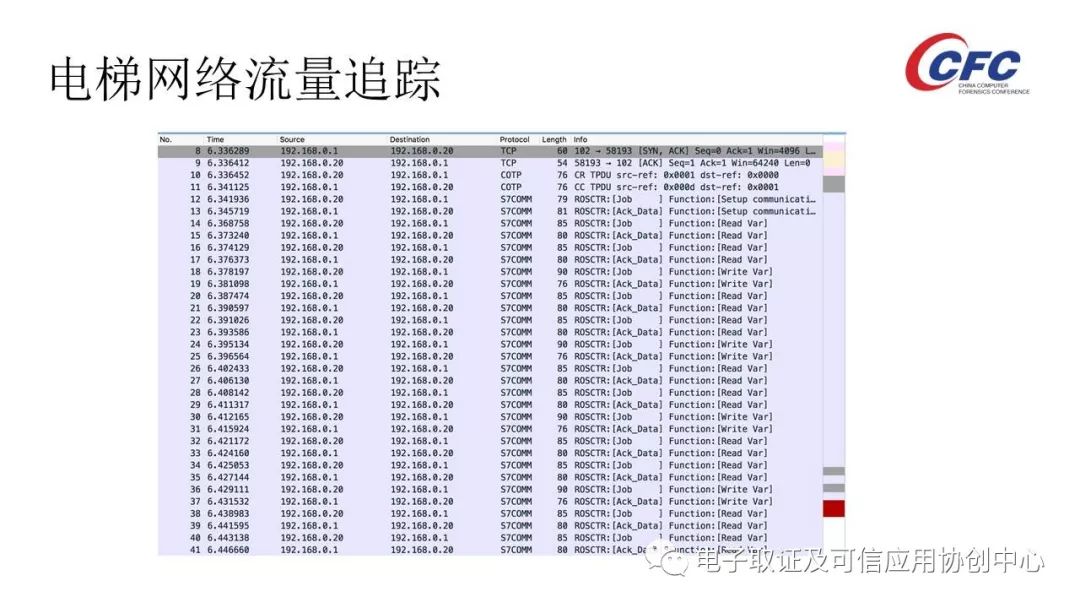 电梯网络流量追踪
CFC
CHINA COMPUTER
FORENSICS CONFERENCE
No. Time Source Destination Protocol Length Info
8 6.336289 192.168.0.1 192.168.0.20 TCP 60 102 → 58193 [SYN, ACK] Seq=0 Ack=1 Win=4096 L…
9 6.336412 192.168.0.20 192.168.0.1 TCP 54 58193 → 102 [ACK] Seq=1 Ack=1 Win=64240 Len=0
10 6.336452 192.168.0.20 192.168.0.1 COTP 76 CR TPDU src-ref: 0x0001 dst-ref: 0x0000
11 6.341125 192.168.0.1 192.168.0.20 COTP 76 CC TPDU src-ref: 0x000d dst-ref: 0x0001
12 6.341936 192.168.0.20 192.168.0.1 S7COMM 79 ROSCTR:[Job ] Function:[Setup communicati…
13 6.345719 192.168.0.1 192.168.0.20 S7COMM 81 ROSCTR:[Ack_Data] Function:[Setup communicati…
14 6.368758 192.168.0.20 192.168.0.1 S7COMM 85 ROSCTR:[Job ] Function:[Read Var]
15 6.373240 192.168.0.1 192.168.0.20 S7COMM 80 ROSCTR:[Ack_Data] Function:[Read Var]
16 6.374129 192.168.0.20 192.168.0.1 S7COMM 85 ROSCTR:[Job ] Function:[Read Var]
17 6.376373 192.168.0.1 192.168.0.20 S7COMM 80 ROSCTR:[Ack_Data] Function:[Read Var]
18 6.378197 192.168.0.20 192.168.0.1 S7COMM 90 ROSCTR:[Job ] Function:[Write Var]
19 6.381098 192.168.0.1 192.168.0.20 S7COMM 76 ROSCTR:[Ack_Data] Function:[Write Var]
20 6.387474 192.168.0.20 192.168.0.1 S7COMM 85 ROSCTR:[Job ] Function:[Read Var]
21 6.390597 192.168.0.1 192.168.0.20 S7COMM 80 ROSCTR:[Ack_Data] Function:[Read Var]
22 6.391026 192.168.0.20 192.168.0.1 S7COMM 85 ROSCTR:[Job ] Function:[Read Var]
23 6.393586 192.168.0.1 192.168.0.20 S7COMM 80 ROSCTR:[Ack_Data] Function:[Read Var]
24 6.395134 192.168.0.20 192.168.0.1 S7COMM 90 ROSCTR:[Job ] Function:[Write Var]
25 6.396564 192.168.0.1 192.168.0.20 S7COMM 76 ROSCTR:[Ack_Data] Function:[Write Var]
26 6.402433 192.168.0.20 192.168.0.1 S7COMM 85 ROSCTR:[Job ] Function:[Read Var]
27 6.406130 192.168.0.1 192.168.0.20 S7COMM 80 ROSCTR:[Ack_Data] Function:[Read Var]
28 6.408142 192.168.0.20 192.168.0.1 S7COMM 85 ROSCTR:[Job ] Function:[Read Var]
29 6.411317 192.168.0.1 192.168.0.20 S7COMM 80 ROSCTR:[Ack_Data] Function:[Read Var]
30 6.412165 192.168.0.20 192.168.0.1 S7COMM 90 ROSCTR:[Job ] Function:[Write Var]
31 6.415924 192.168.0.1 192.168.0.20 S7COMM 76 ROSCTR:[Ack_Data] Function:[Write Var]
32 6.421172 192.168.0.20 192.168.0.1 S7COMM 85 ROSCTR:[Job ] Function:[Read Var]
33 6.424160 192.168.0.1 192.168.0.20 S7COMM 80 ROSCTR:[Ack_Data] Function:[Read Var]
34 6.425053 192.168.0.20 192.168.0.1 S7COMM 85 ROSCTR:[Job ] Function:[Read Var]
35 6.427144 192.168.0.1 192.168.0.20 S7COMM 80 ROSCTR:[Ack_Data] Function:[Read Var]
36 6.429111 192.168.0.20 192.168.0.1 S7COMM 90 ROSCTR:[Job ] Function:[Write Var]
37 6.431532 192.168.0.1 192.168.0.20 S7COMM 76 ROSCTR:[Ack_Data] Function:[Write Var]
38 6.438983 192.168.0.20 192.168.0.1 S7COMM 85 ROSCTR:[Job ] Function:[Read Var]
39 6.441595 192.168.0.1 192.168.0.20 S7COMM 80 ROSCTR:[Ack_Data] Function:[Read Var]
40 6.443138 192.168.0.20 192.168.0.1 S7COMM 85 ROSCTR:[Job ] Function:[Read Var]
41 6.446660 192.168.0.1 192.168.0.20 S7COMM 80
电子取证及可信应用协创中心